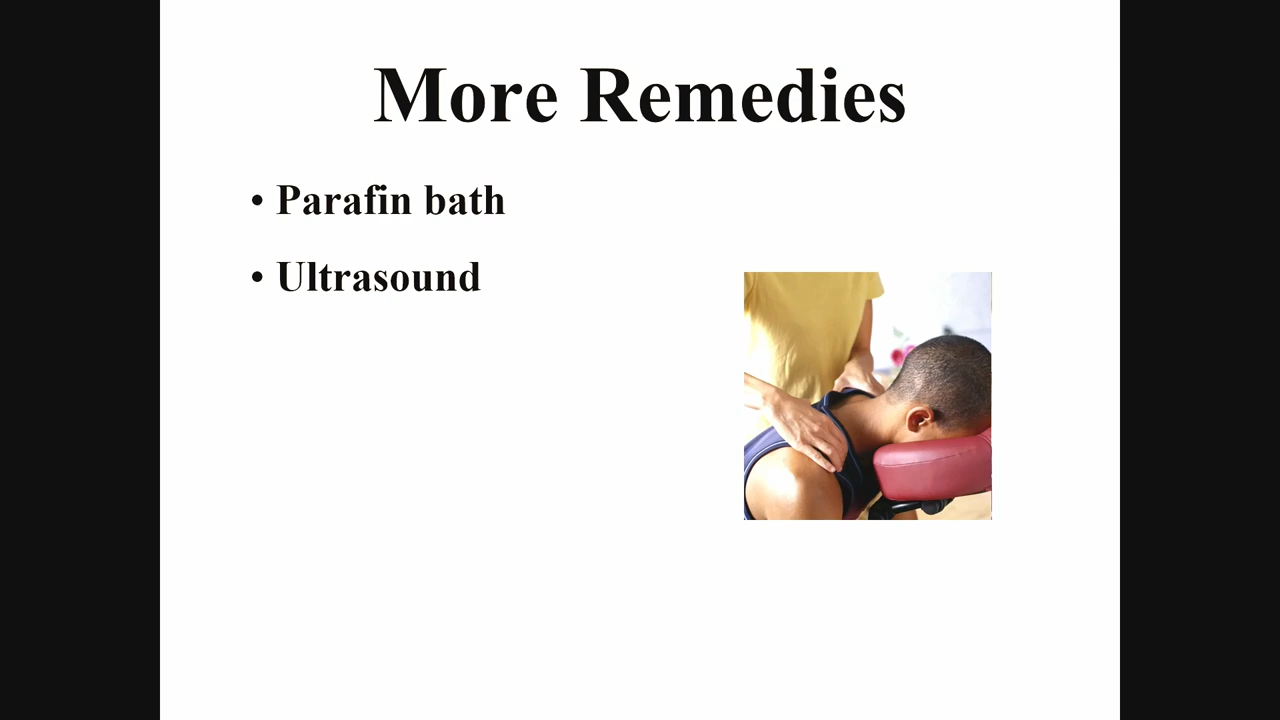 More Remedies
• Parafin bath
• Ultrasound